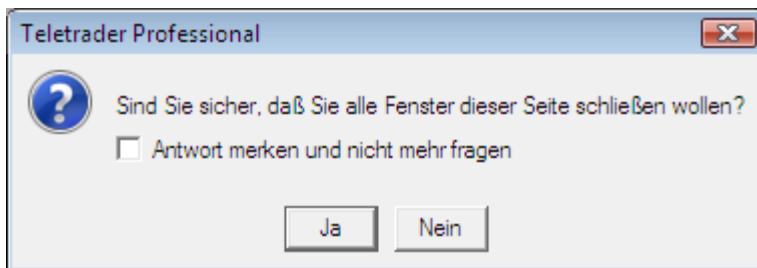 Teletrader Professional
Sind Sie sicher, daß Sie alle Fenster dieser Seite schließen wollen?
Antwort merken und nicht mehr fragen
Ja Nein